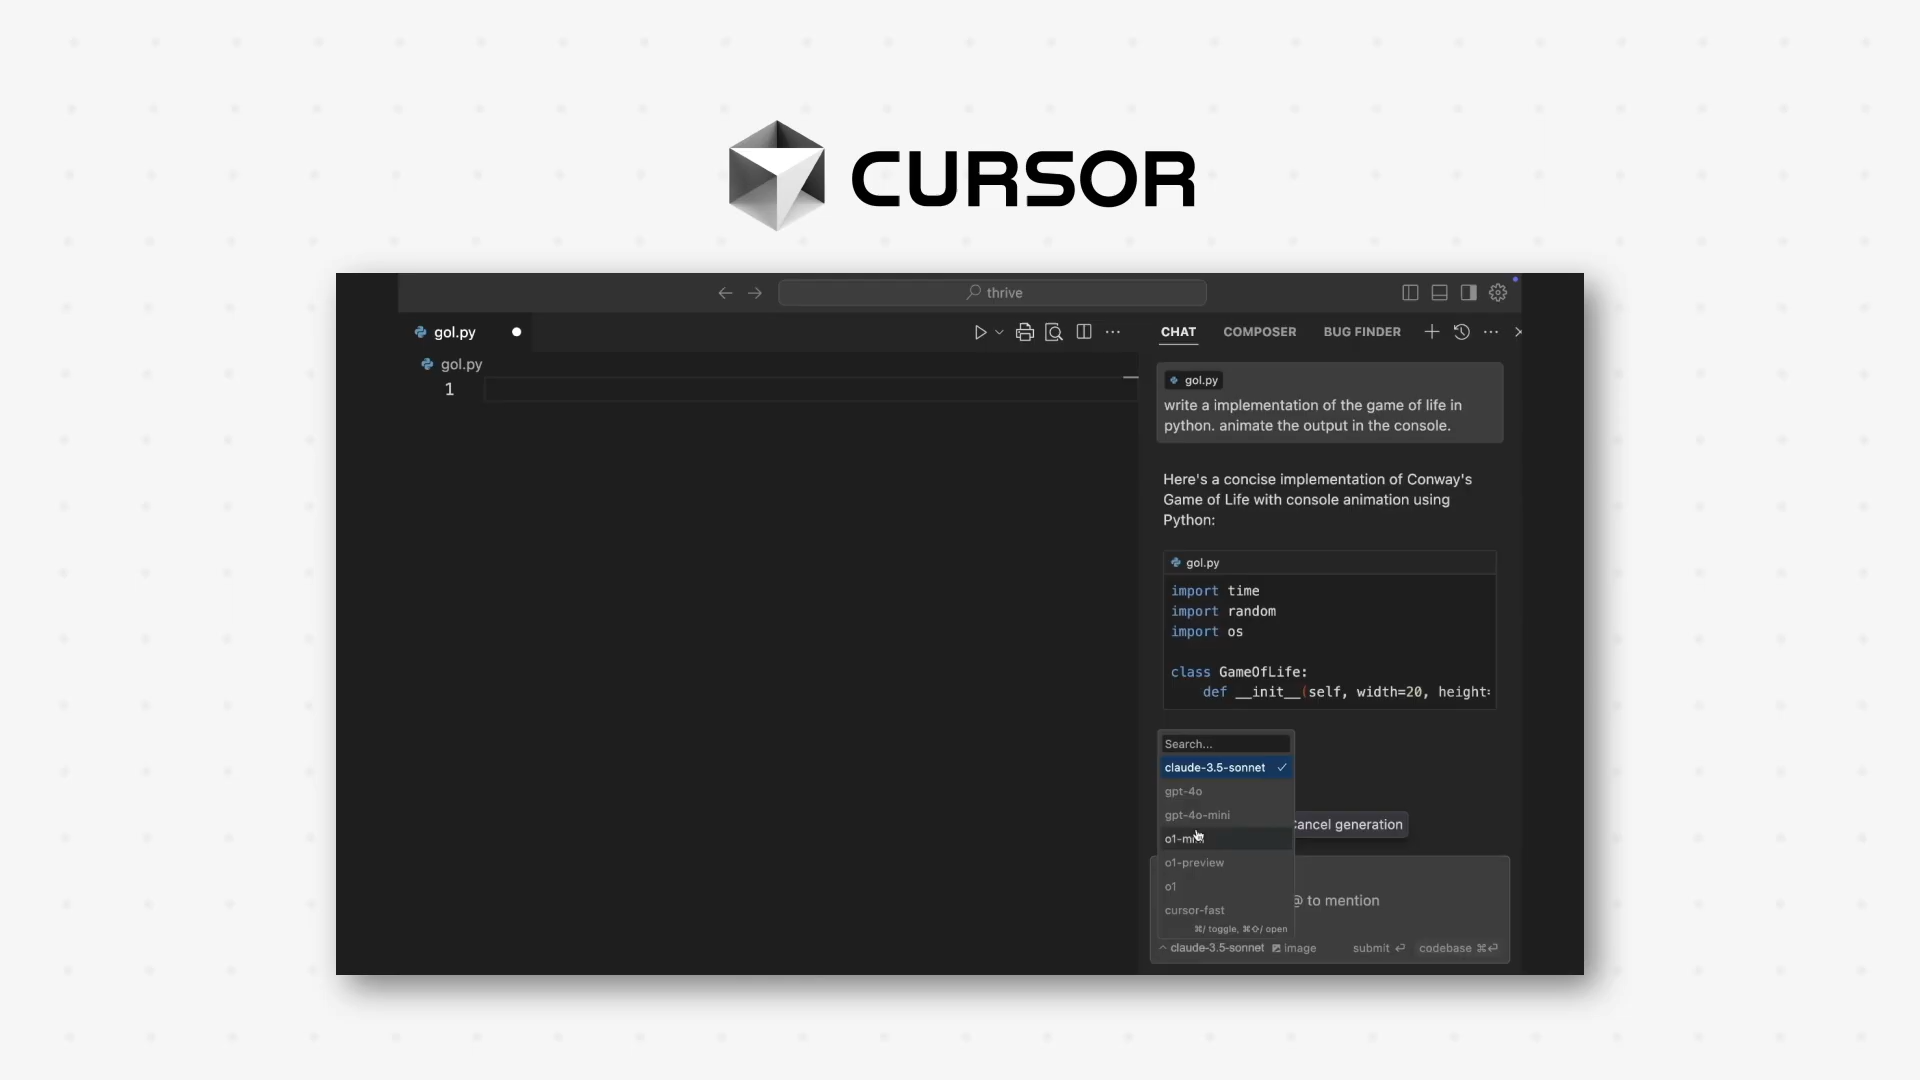 CURSOR
thrive
gol.py
CHAT COMPOSER BUG FINDER
gol.py
1
gol.py
write a implementation of the game of life in
python. animate the output in the console.
Here's a concise implementation of Conway's
Game of Life with console animation using
Python:
gol.py
import time
import random
import os
class GameOfLife:
def __init__(self, width=20, height=
Search...
claude-3.5-sonnet
gpt-4o
gpt-4o-mini
o1-preview
o1
cursor-fast
⌘/ toggle, ⌘⇧/ open
generation
@ to mention
claude-3.5-sonnet image submit ⏎ codebase ⌘⏎